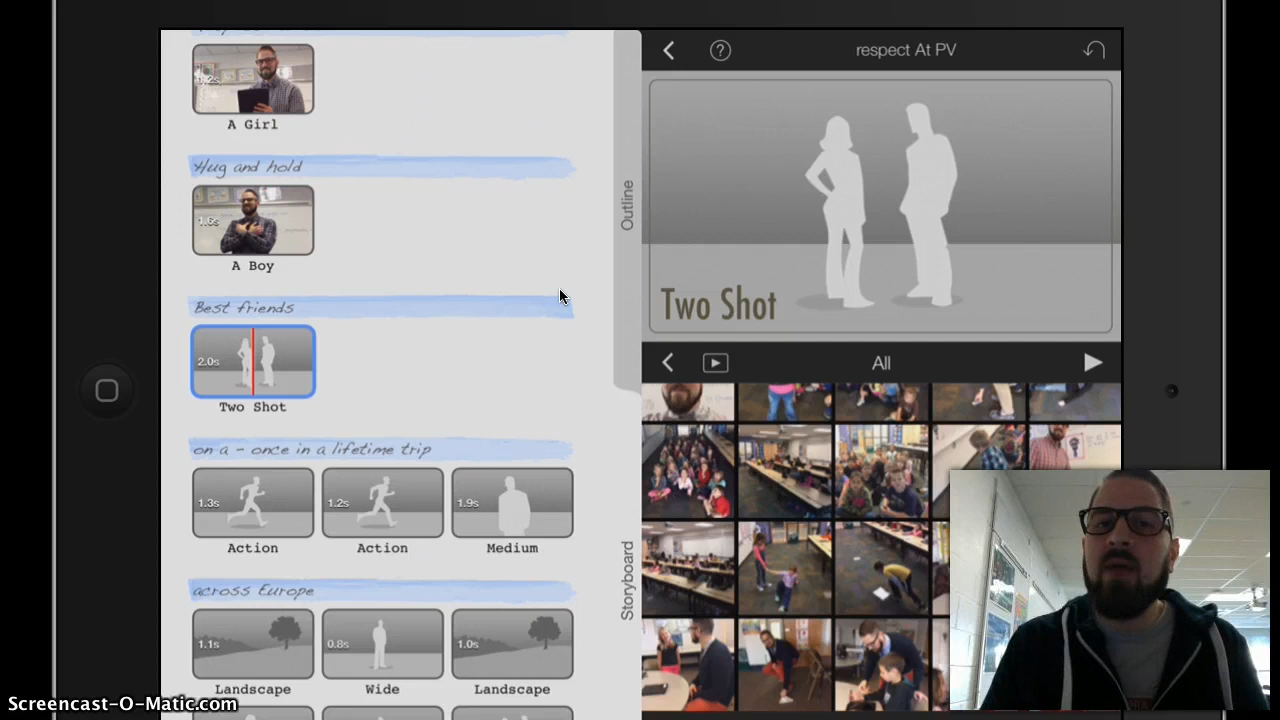 1.2s
A Girl
Hug and hold
1.6s
A Boy
Best friends
2.0s
Two Shot
on a - once in a lifetime trip
1.3s
1.2s
1.9s
Action
Action
Medium
across Europe
1.1s
0.8s
1.0s
Landscape
Wide
Landscape
Outline
Storyboard
?
respect At PV
Two Shot
All
Screencast-O-Matic.com